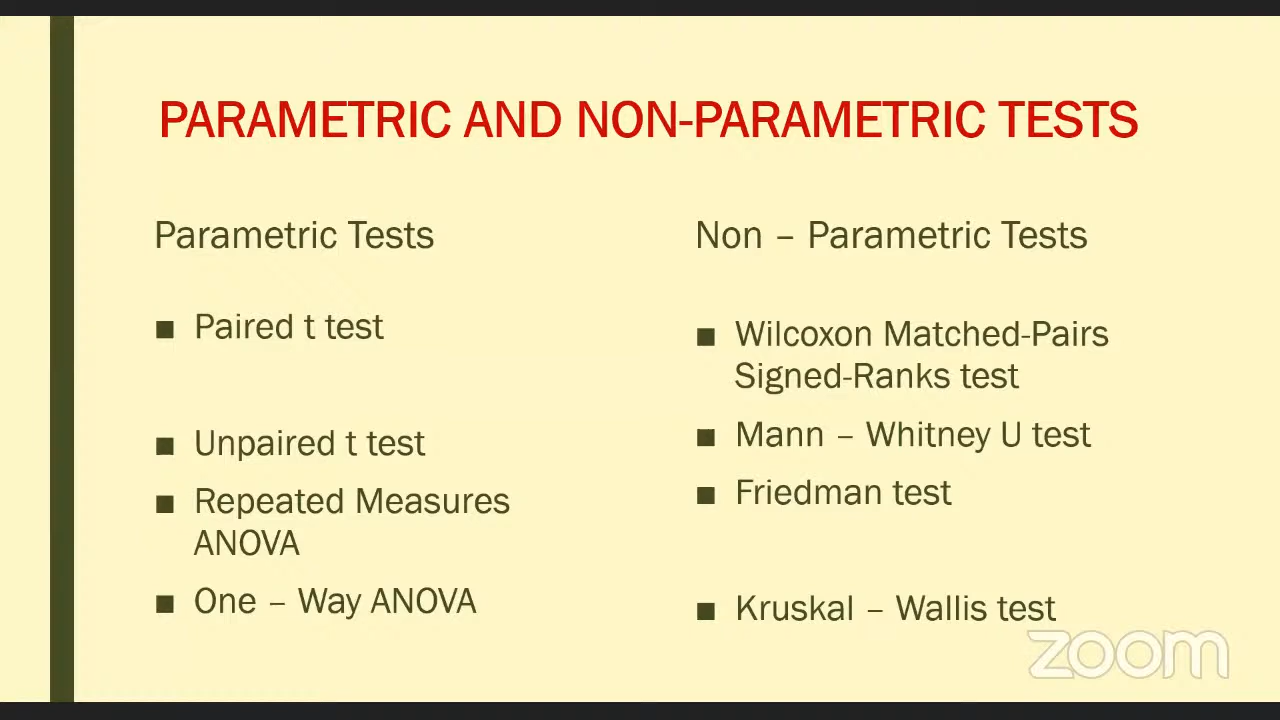 PARAMETRIC AND NON-PARAMETRIC TESTS
Parametric Tests
■ Paired t test
■ Unpaired t test
■ Repeated Measures
ANOVA
■ One – Way ANOVA
Non – Parametric Tests
■ Wilcoxon Matched-Pairs
Signed-Ranks test
■ Mann – Whitney U test
■ Friedman test
■ Kruskal – Wallis test
zoom